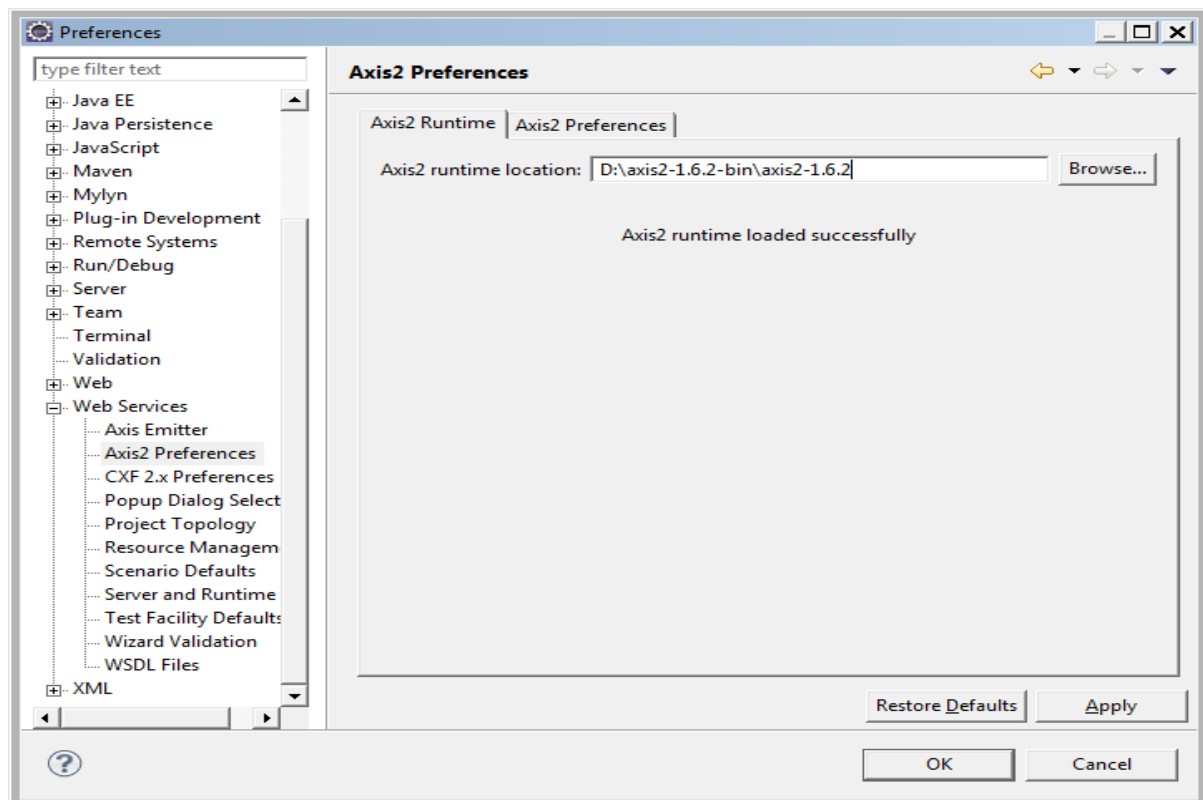 Preferences
type filter text
Java EE
Java Persistence
JavaScript
Maven
Mylyn
Plug-in Development
Remote Systems
Run/Debug
Server
Team
Terminal
Validation
Web
Web Services
Axis Emitter
Axis2 Preferences
CXF 2.x Preferences
Popup Dialog Select
Project Topology
Resource Managem
Scenario Defaults
Server and Runtime
Test Facility Defaults
Wizard Validation
WSDL Files
XML
Axis2 Preferences
Axis2 Runtime Axis2 Preferences
Axis2 runtime location: D:\axis2-1.6.2-bin\axis2-1.6.2 Browse...
Axis2 runtime loaded successfully
Restore Defaults Apply
? OK Cancel